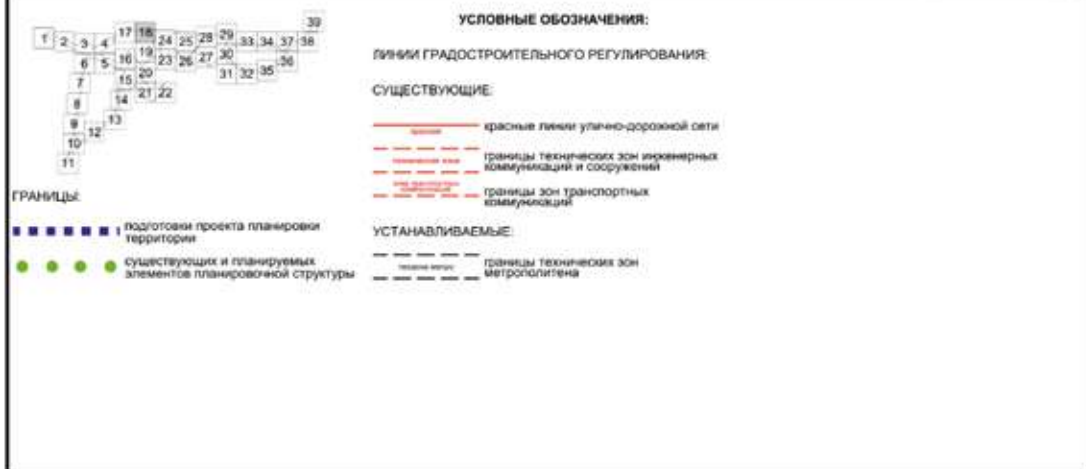 39
1 2 3 4 17 18 24 25 28 29 33 34 37 38
6 5 16 19 23 26 27 30 36
7 15 20 31 32 35
8 14 21 22
9 12 13
10
11
ГРАНИЦЫ:
подготовки проекта планировки
территории
существующих и планируемых
элементов планировочной структуры
УСЛОВНЫЕ ОБОЗНАЧЕНИЯ:
ЛИНИИ ГРАДОСТРОИТЕЛЬНОГО РЕГУЛИРОВАНИЯ:
СУЩЕСТВУЮЩИЕ:
красные линии улично-дорожной сети
границы технических зон инженерных
коммуникаций и сооружений
границы зон транспортных
коммуникаций
УСТАНАВЛИВАЕМЫЕ:
границы технических зон
метрополитена